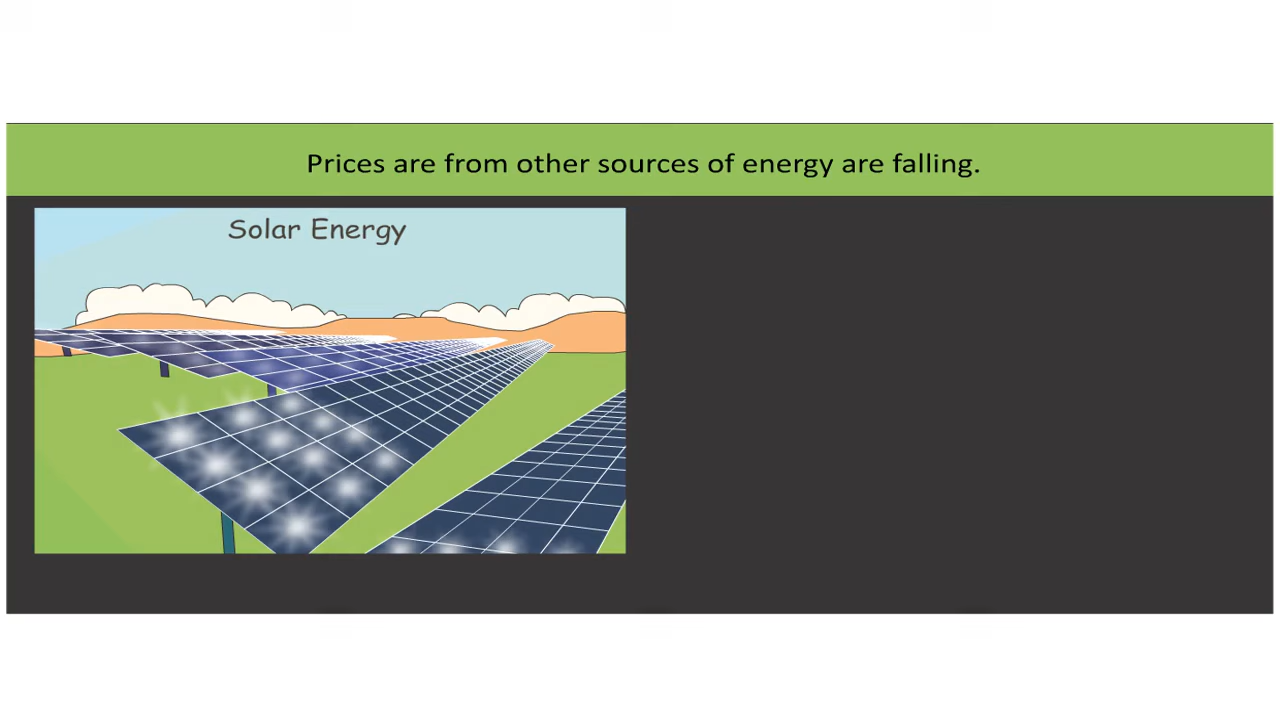 Prices are from other sources of energy are falling.
Solar Energy